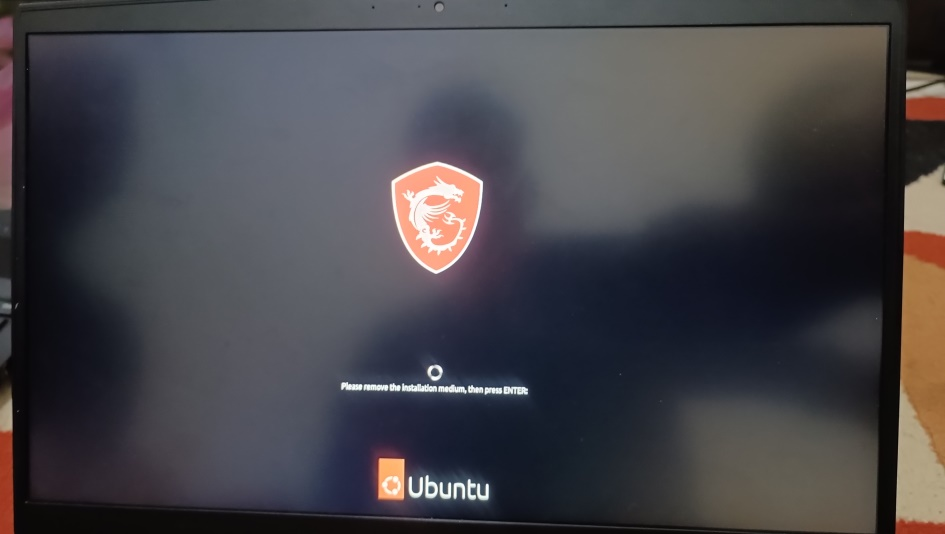 Please remove the installation medium, then press ENTER:
Ubuntu